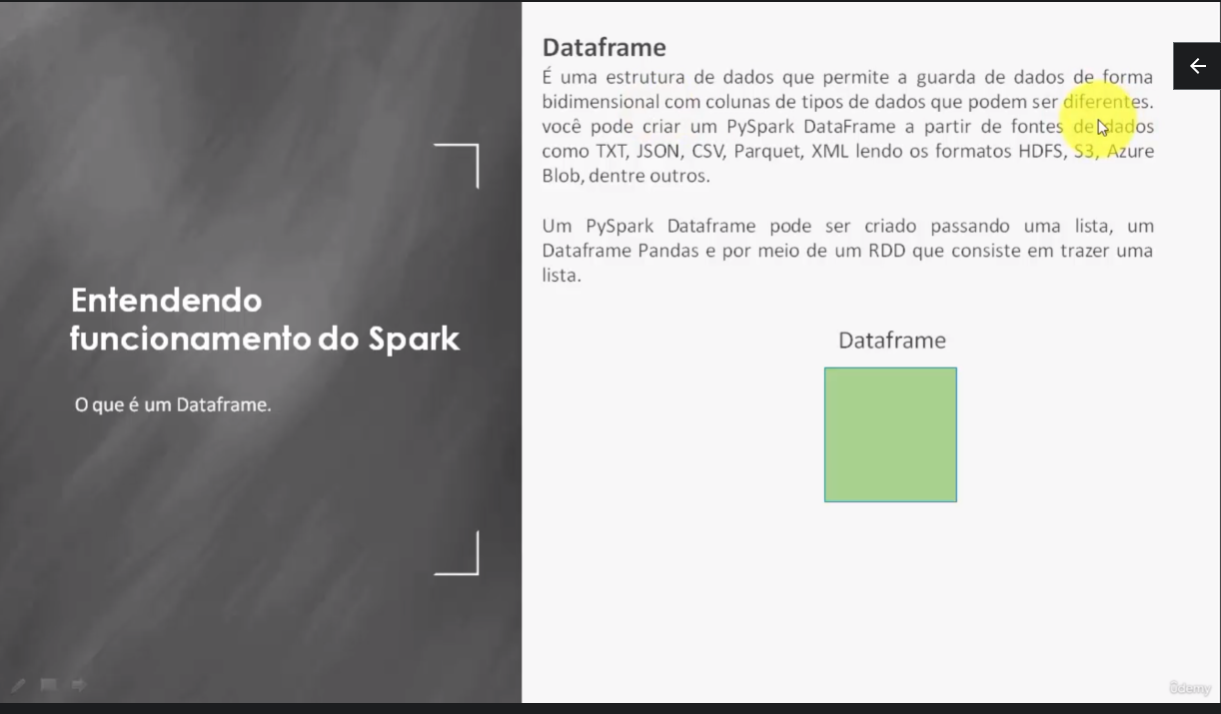 Dataframe
É uma estrutura de dados que permite a guarda de dados de forma
bidimensional com colunas de tipos de dados que podem ser diferentes.
você pode criar um PySpark DataFrame a partir de fontes de dados
como TXT, JSON, CSV, Parquet, XML lendo os formatos HDFS, S3, Azure
Blob, dentre outros.
Um PySpark Dataframe pode ser criado passando uma lista, um
Dataframe Pandas e por meio de um RDD que consiste em trazer uma
lista.
Entendendo
funcionamento do Spark
O que é um Dataframe.
Dataframe
Udemy